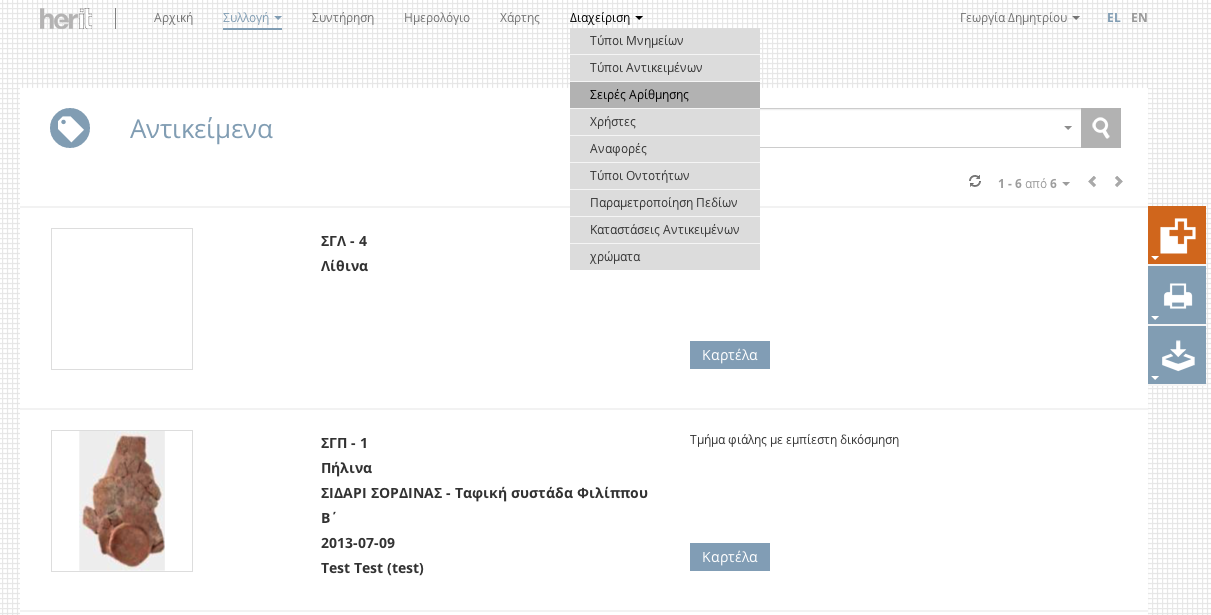 herit Αρχική Συλλογή Συντήρηση Ημερολόγιο Χάρτης Διαχείριση Γεωργία Δημητρίου EL EN
Τύποι Μνημείων
Τύποι Αντικειμένων
Σειρές Αρίθμησης
Χρήστες
Αναφορές
Τύποι Οντοτήτων
Παραμετροποίηση Πεδίων
Καταστάσεις Αντικειμένων
χρώματα
Αντικείμενα
1 - 6 από 6
ΣΓΛ - 4
Λίθινα
Καρτέλα
ΣΓΠ - 1
Πήλινα
ΣΙΔΑΡΙ ΣΟΡΔΙΝΑΣ - Ταφική συστάδα Φιλίππου
Β΄
2013-07-09
Test Test (test)
Τμήμα φιάλης με εμπίεστη δικόσμηση
Καρτέλα